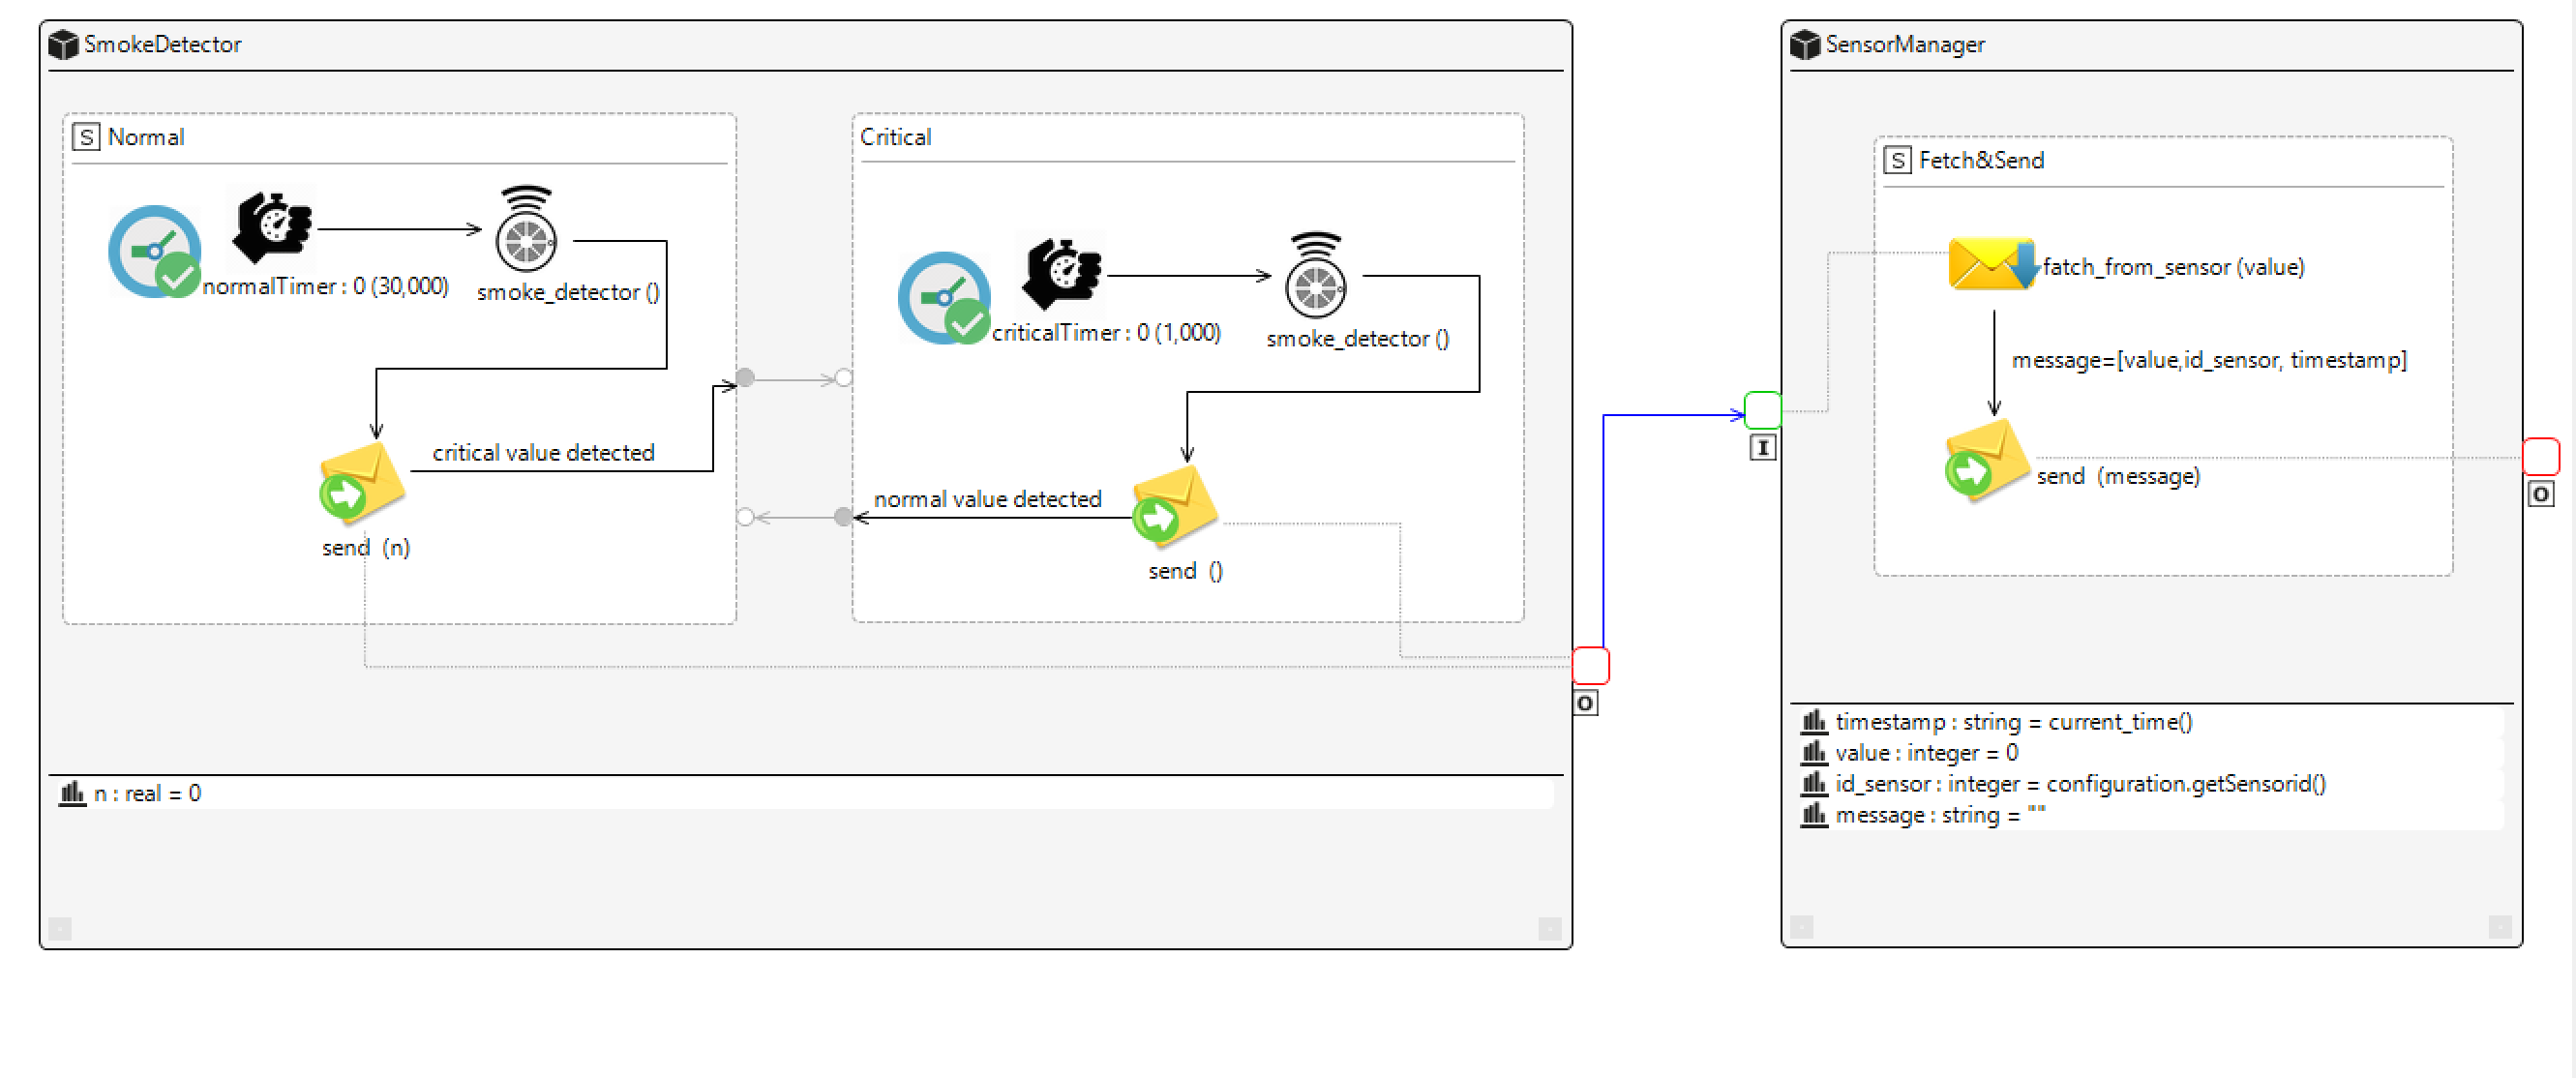 SmokeDetector
S Normal
normalTimer : 0 (30,000)
smoke_detector ()
critical value detected
send (n)
Critical
criticalTimer : 0 (1,000)
smoke_detector ()
normal value detected
send ()
O
n : real = 0
SensorManager
S Fetch&Send
fatch_from_sensor (value)
message=[value,id_sensor, timestamp]
send (message)
I
O
timestamp : string = current_time()
value : integer = 0
id_sensor : integer = configuration.getSensorid()
message : string = ""